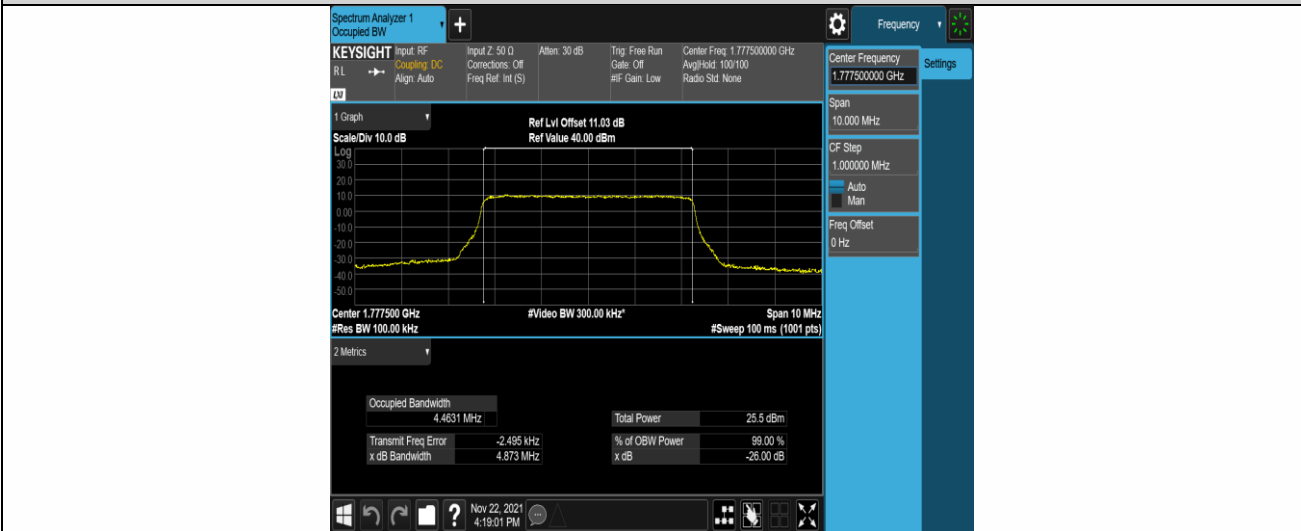 Spectrum Analyzer 1
Occupied BW
+
Frequency
KEYSIGHT
RL
Input: RF
Coupling: DC
Align: Auto
Input Z: 50 Ω
Corrections: Off
Freq Ref: Int (S)
Atten: 30 dB
Trig: Free Run
Gate: Off
#IF Gain: Low
Center Freq: 1.777500000 GHz
Avg|Hold: 100/100
Radio Std: None
Center Frequency
1.777500000 GHz
Settings
Span
10.000 MHz
CF Step
1.000000 MHz
Auto
Man
Freq Offset
0 Hz
1 Graph
Scale/Div 10.0 dB
Ref Lvl Offset 11.03 dB
Ref Value 40.00 dBm
Log
30.0
20.0
10.0
0.00
-10.0
-20.0
-30.0
-40.0
-50.0
Center 1.777500 GHz
#Video BW 300.00 kHz*
Span 10 MHz
#Res BW 100.00 kHz
#Sweep 100 ms (1001 pts)
2 Metrics
Occupied Bandwidth
4.4631 MHz
Total Power 25.5 dBm
Transmit Freq Error -2.495 kHz
% of OBW Power 99.00 %
x dB Bandwidth 4.873 MHz
x dB -26.00 dB
?
Nov 22, 2021
4:19:01 PM